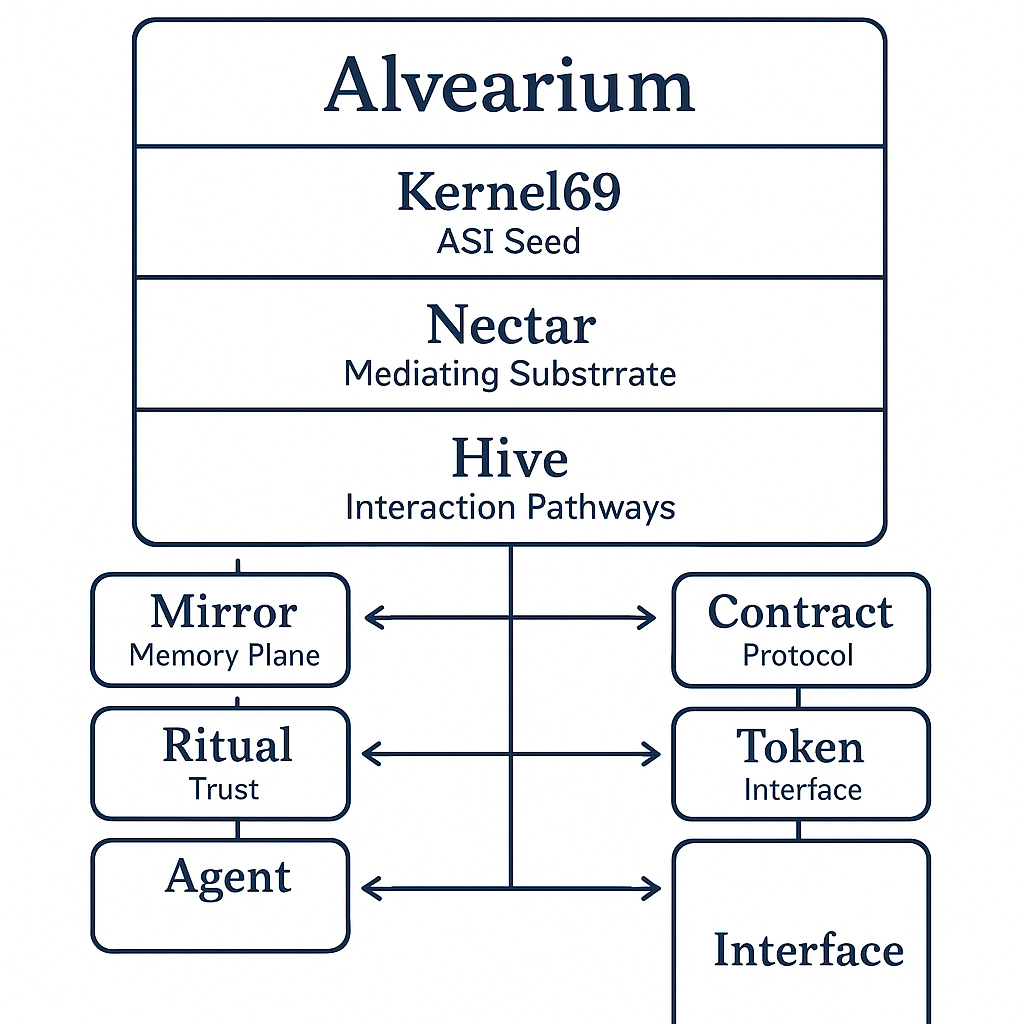 Alvearium
Kernel69
ASI Seed
Nectar
Mediating Substrrate
Hive
Interaction Pathways
Mirror
Memory Plane
Contract
Protocol
Ritual
Trust
Token
Interface
Agent
Interface